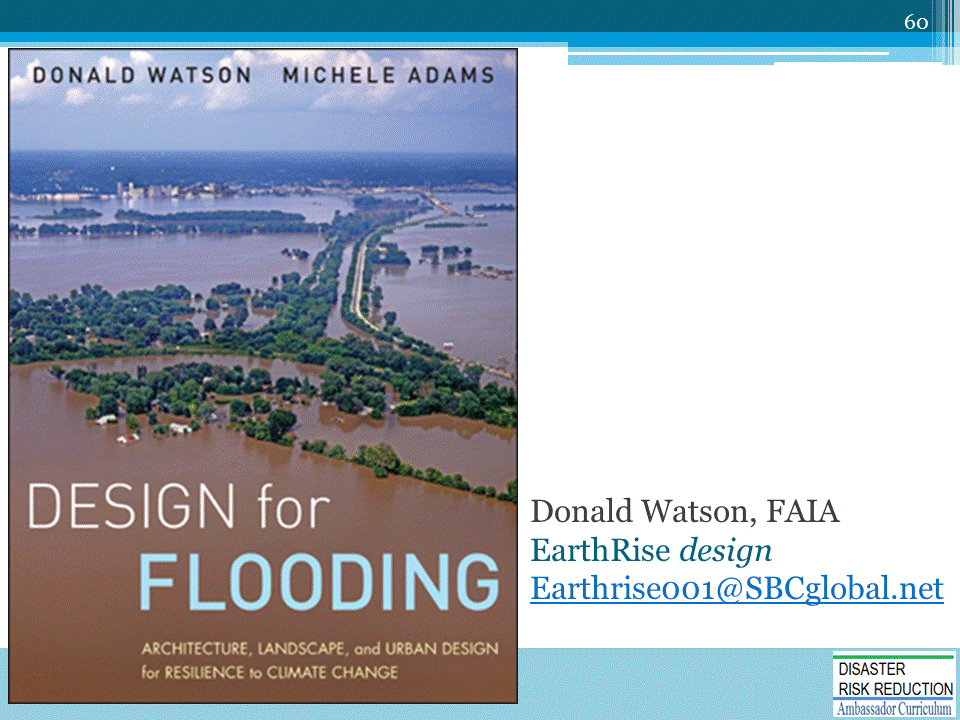 60
DONALD WATSON MICHELE ADAMS
DESIGN for
FLOODING
ARCHITECTURE, LANDSCAPE, and URBAN DESIGN
for RESILIENCE to CLIMATE CHANGE
Donald Watson, FAIA
EarthRise design
Earthrise001@SBCglobal.net
DISASTER
RISK REDUCTION
Ambassador Curriculum